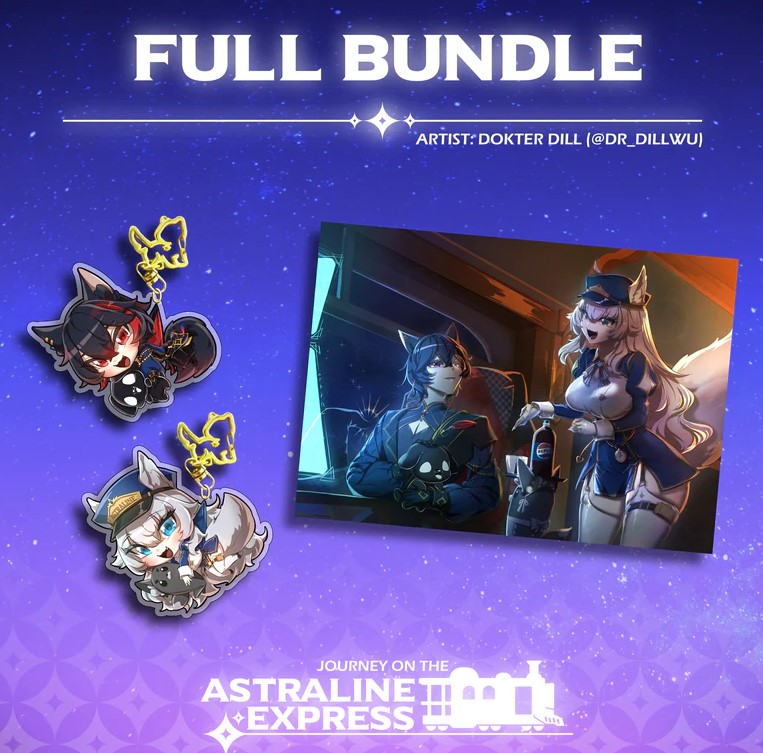 FULL BUNDLE
ARTIST: DOKTER DILL (@DR_DILLWU)
JOURNEY ON THE
ASTRALINE
EXPRESS